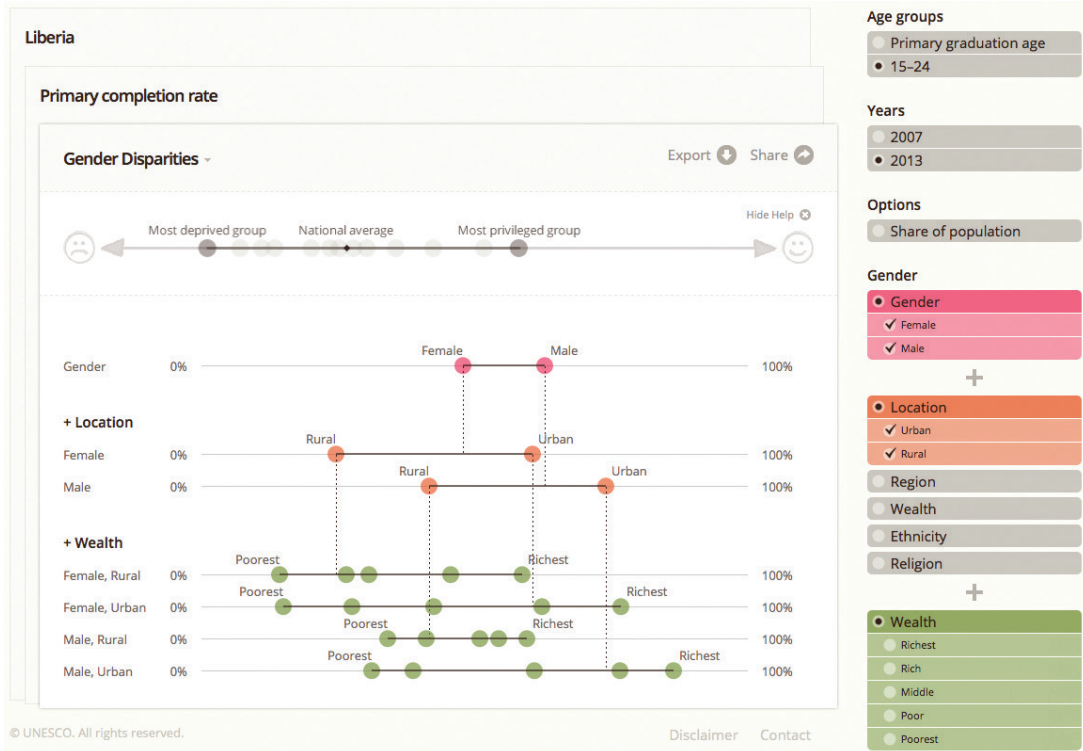 Liberia
Primary completion rate
Gender Disparities
Export Share
Hide Help
Most deprived group National average Most privileged group
Female Male
Gender 0% 100%
+ Location
Rural Urban
Female 0% 100%
Rural Urban
Male 0% 100%
+ Wealth
Poorest Richest
Female, Rural 0% 100%
Poorest Richest
Female, Urban 0% 100%
Poorest Richest
Male, Rural 0% 100%
Poorest Richest
Male, Urban 0% 100%
© UNESCO. All rights reserved. Disclaimer Contact
Age groups
Primary graduation age
15–24
Years
2007
2013
Options
Share of population
Gender
Gender
Female
Male
+
Location
Urban
Rural
Region
Wealth
Ethnicity
Religion
+
Wealth
Richest
Rich
Middle
Poor
Poorest